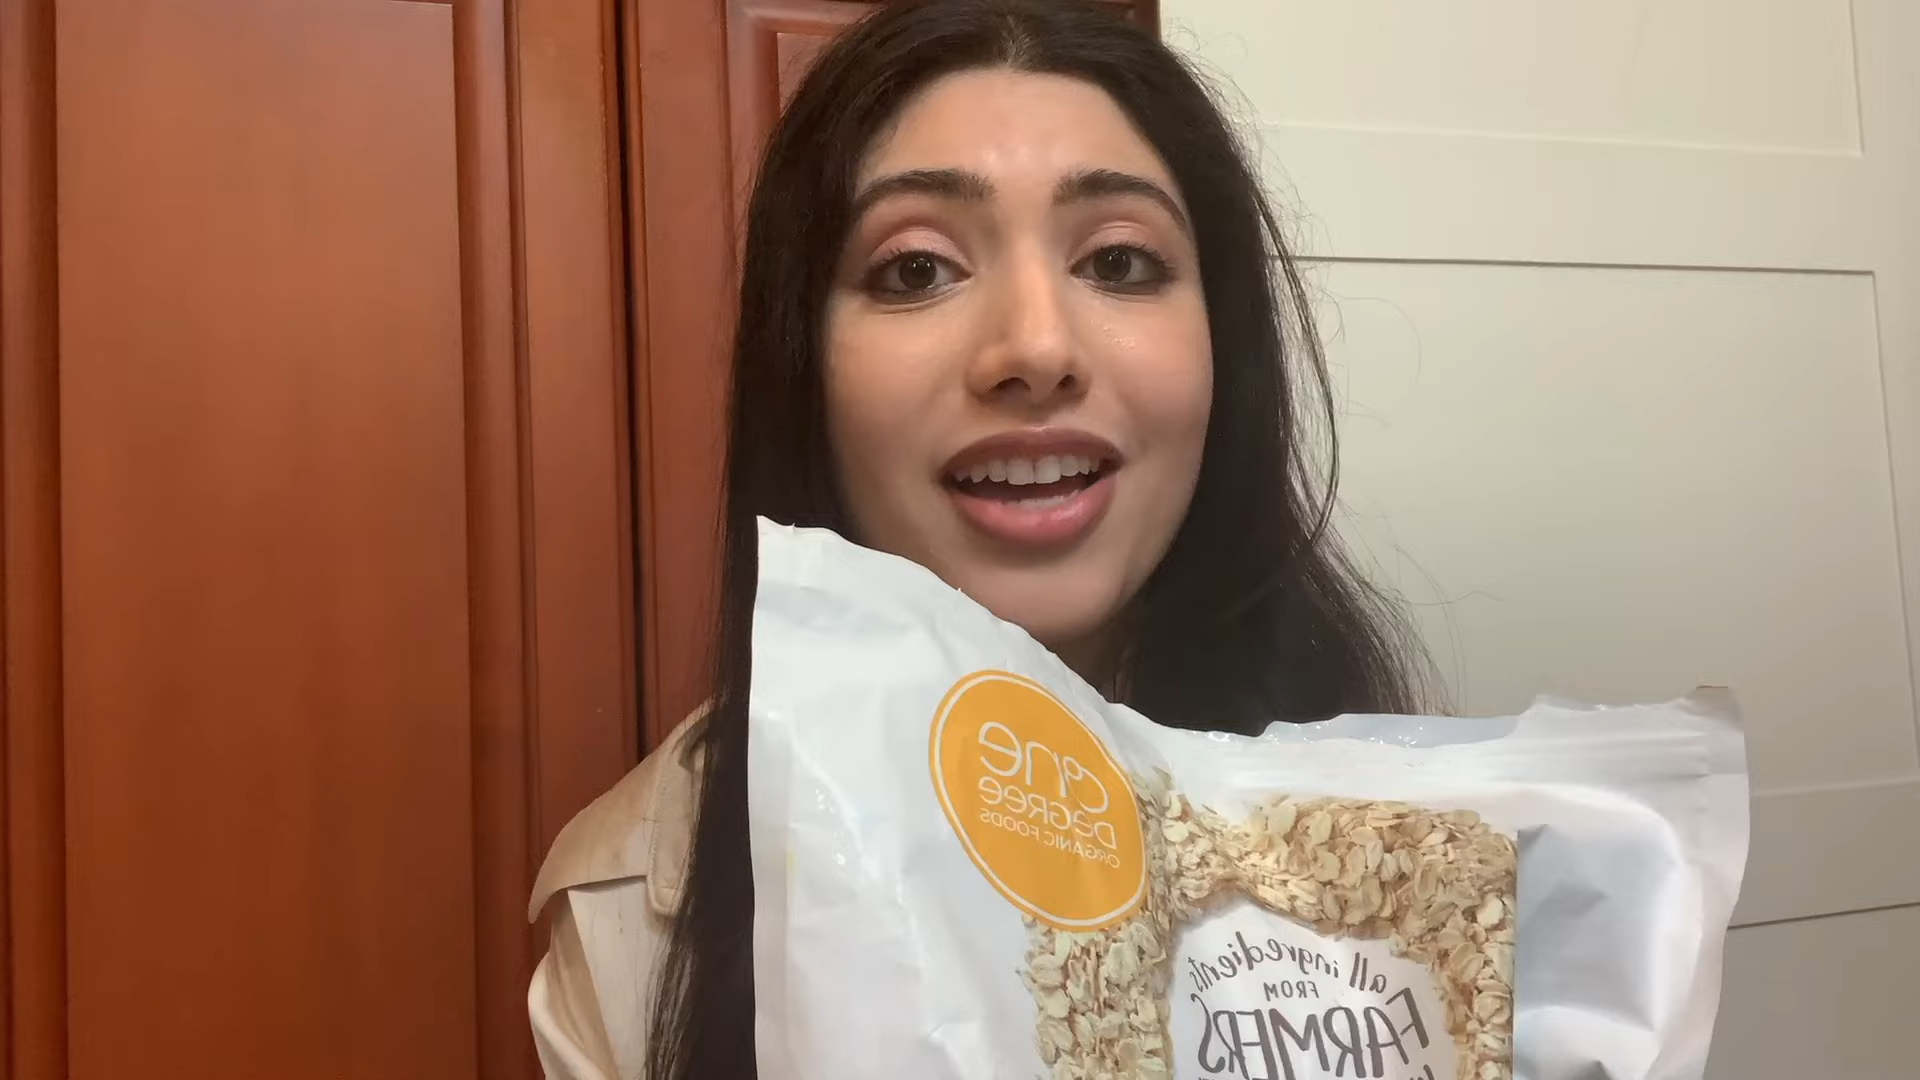 one
DEGREE
ORGANIC FOODS
all ingredients
FROM
FARMERS